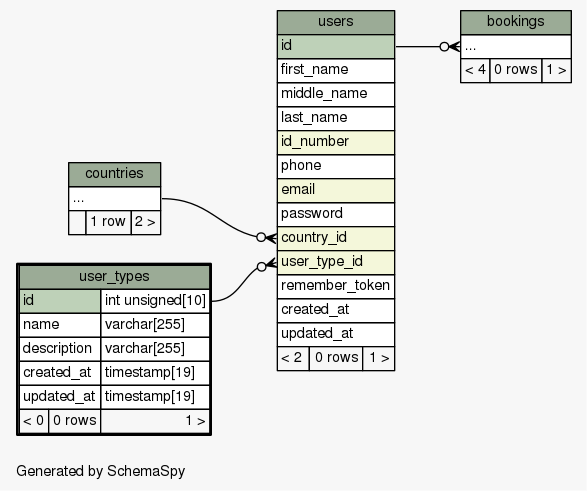 users
id
first_name
middle_name
last_name
id_number
phone
email
password
country_id
user_type_id
remember_token
created_at
updated_at
< 2 0 rows 1 >
bookings
...
< 4 0 rows 1 >
countries
...
1 row 2 >
user_types
id int unsigned[10]
name varchar[255]
description varchar[255]
created_at timestamp[19]
updated_at timestamp[19]
< 0 0 rows 1 >
Generated by SchemaSpy